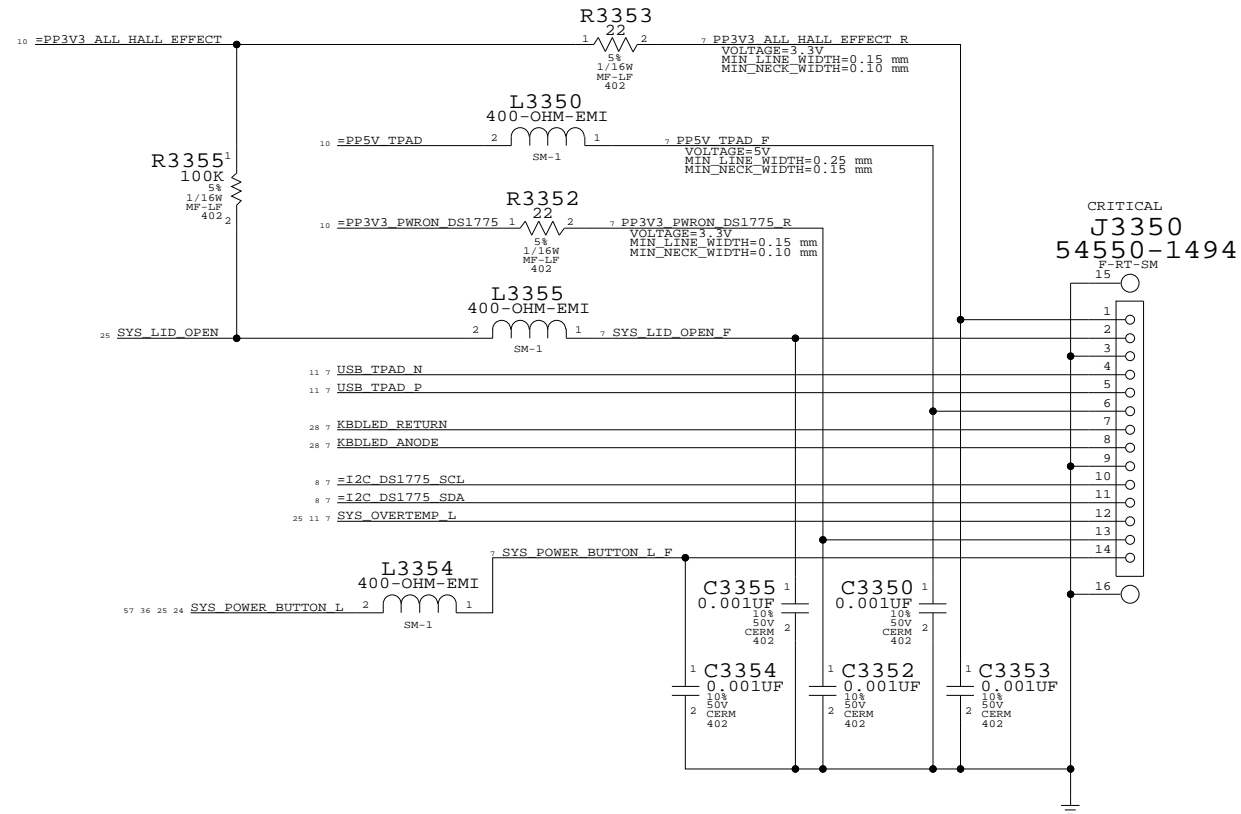 R3353
22
10 =PP3V3_ALL_HALL_EFFECT
1 2
7 PP3V3_ALL_HALL_EFFECT_R
5%
1/16W
MF-LF
402
VOLTAGE=3.3V
MIN_LINE_WIDTH=0.15 mm
MIN_NECK_WIDTH=0.10 mm
L3350
400-OHM-EMI
10 =PP5V_TPAD
2 1
7 PP5V_TPAD_F
SM-1
VOLTAGE=5V
MIN_LINE_WIDTH=0.25 mm
MIN_NECK_WIDTH=0.15 mm
R3355
1
100K
5%
1/16W
MF-LF
402
2
R3352
22
10 =PP3V3_PWRON_DS1775
1 2
7 PP3V3_PWRON_DS1775_R
5%
1/16W
MF-LF
402
VOLTAGE=3.3V
MIN_LINE_WIDTH=0.15 mm
MIN_NECK_WIDTH=0.10 mm
CRITICAL
J3350
54550-1494
F-RT-SM
15
1
2
3
4
5
6
7
8
9
10
11
12
13
14
16
L3355
400-OHM-EMI
25 SYS_LID_OPEN
2 1
7 SYS_LID_OPEN_F
SM-1
11 7 USB_TPAD_N
11 7 USB_TPAD_P
28 7 KBDLED_RETURN
28 7 KBDLED_ANODE
8 7 =I2C_DS1775_SCL
8 7 =I2C_DS1775_SDA
25 11 7 SYS_OVERTEMP_L
7 SYS_POWER_BUTTON_L_F
L3354
400-OHM-EMI
57 36 25 24 SYS_POWER_BUTTON_L
2 1
SM-1
C3355
1
0.001UF
10%
50V
CERM
402
2
C3350
1
0.001UF
10%
50V
CERM
402
2
1 C3354
0.001UF
10%
50V
2 CERM
402
1 C3352
0.001UF
10%
50V
2 CERM
402
1 C3353
0.001UF
10%
50V
2 CERM
402